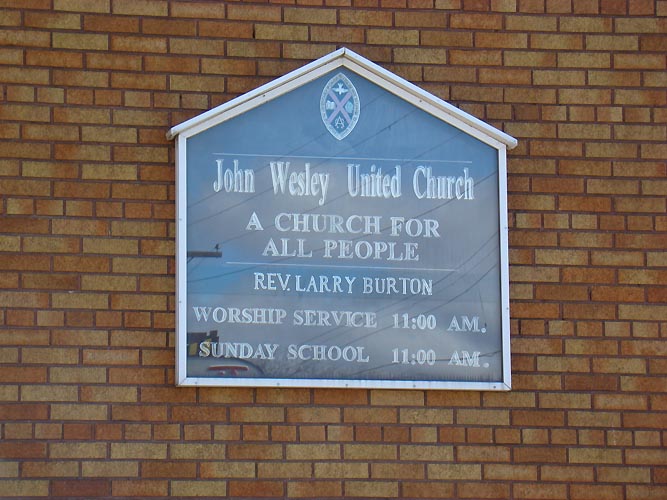 John Wesley United Church
A CHURCH FOR
ALL PEOPLE
REV. LARRY BURTON
WORSHIP SERVICE 11:00 AM.
SUNDAY SCHOOL 11:00 AM.